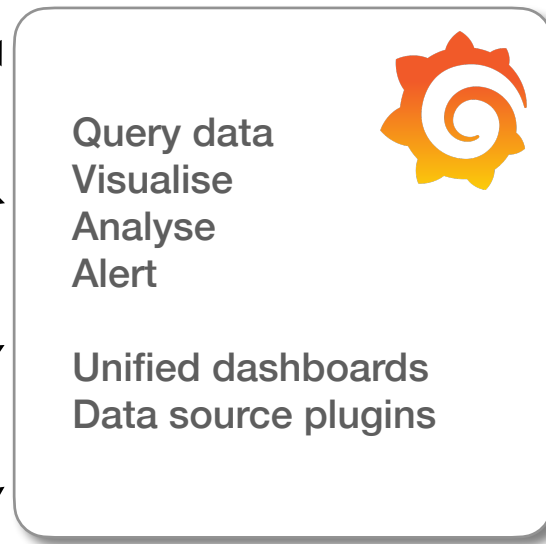 Query data
Visualise
Analyse
Alert
Unified dashboards
Data source plugins